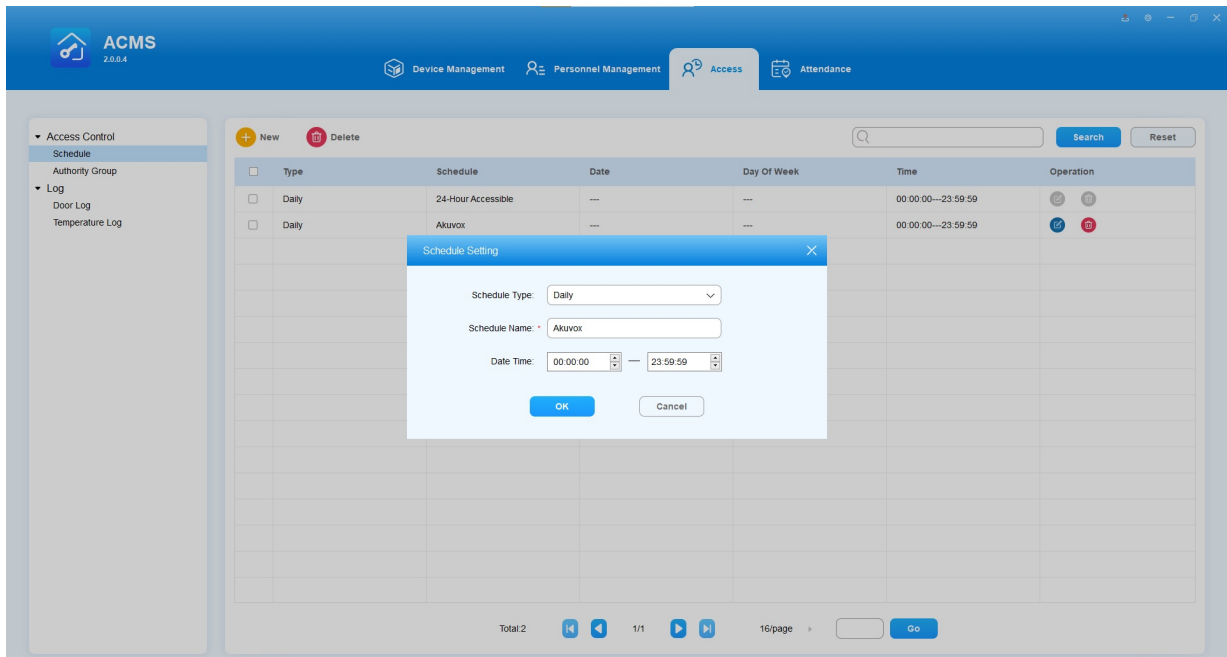 ACMS
2.0.0.4
Device Management
Personnel Management
Access
Attendance
Access Control
Schedule
Authority Group
Log
Door Log
Temperature Log
New
Delete
Search
Reset
Type Schedule Date Day Of Week Time Operation
Daily 24-Hour Accessible --- --- 00:00:00---23:59:59
Daily Akuvox --- --- 00:00:00---23:59:59
Schedule Setting
Schedule Type: Daily
Schedule Name: * Akuvox
Date Time: 00:00:00 — 23:59:59
OK
Cancel
Total:2 1/1 16/page Go